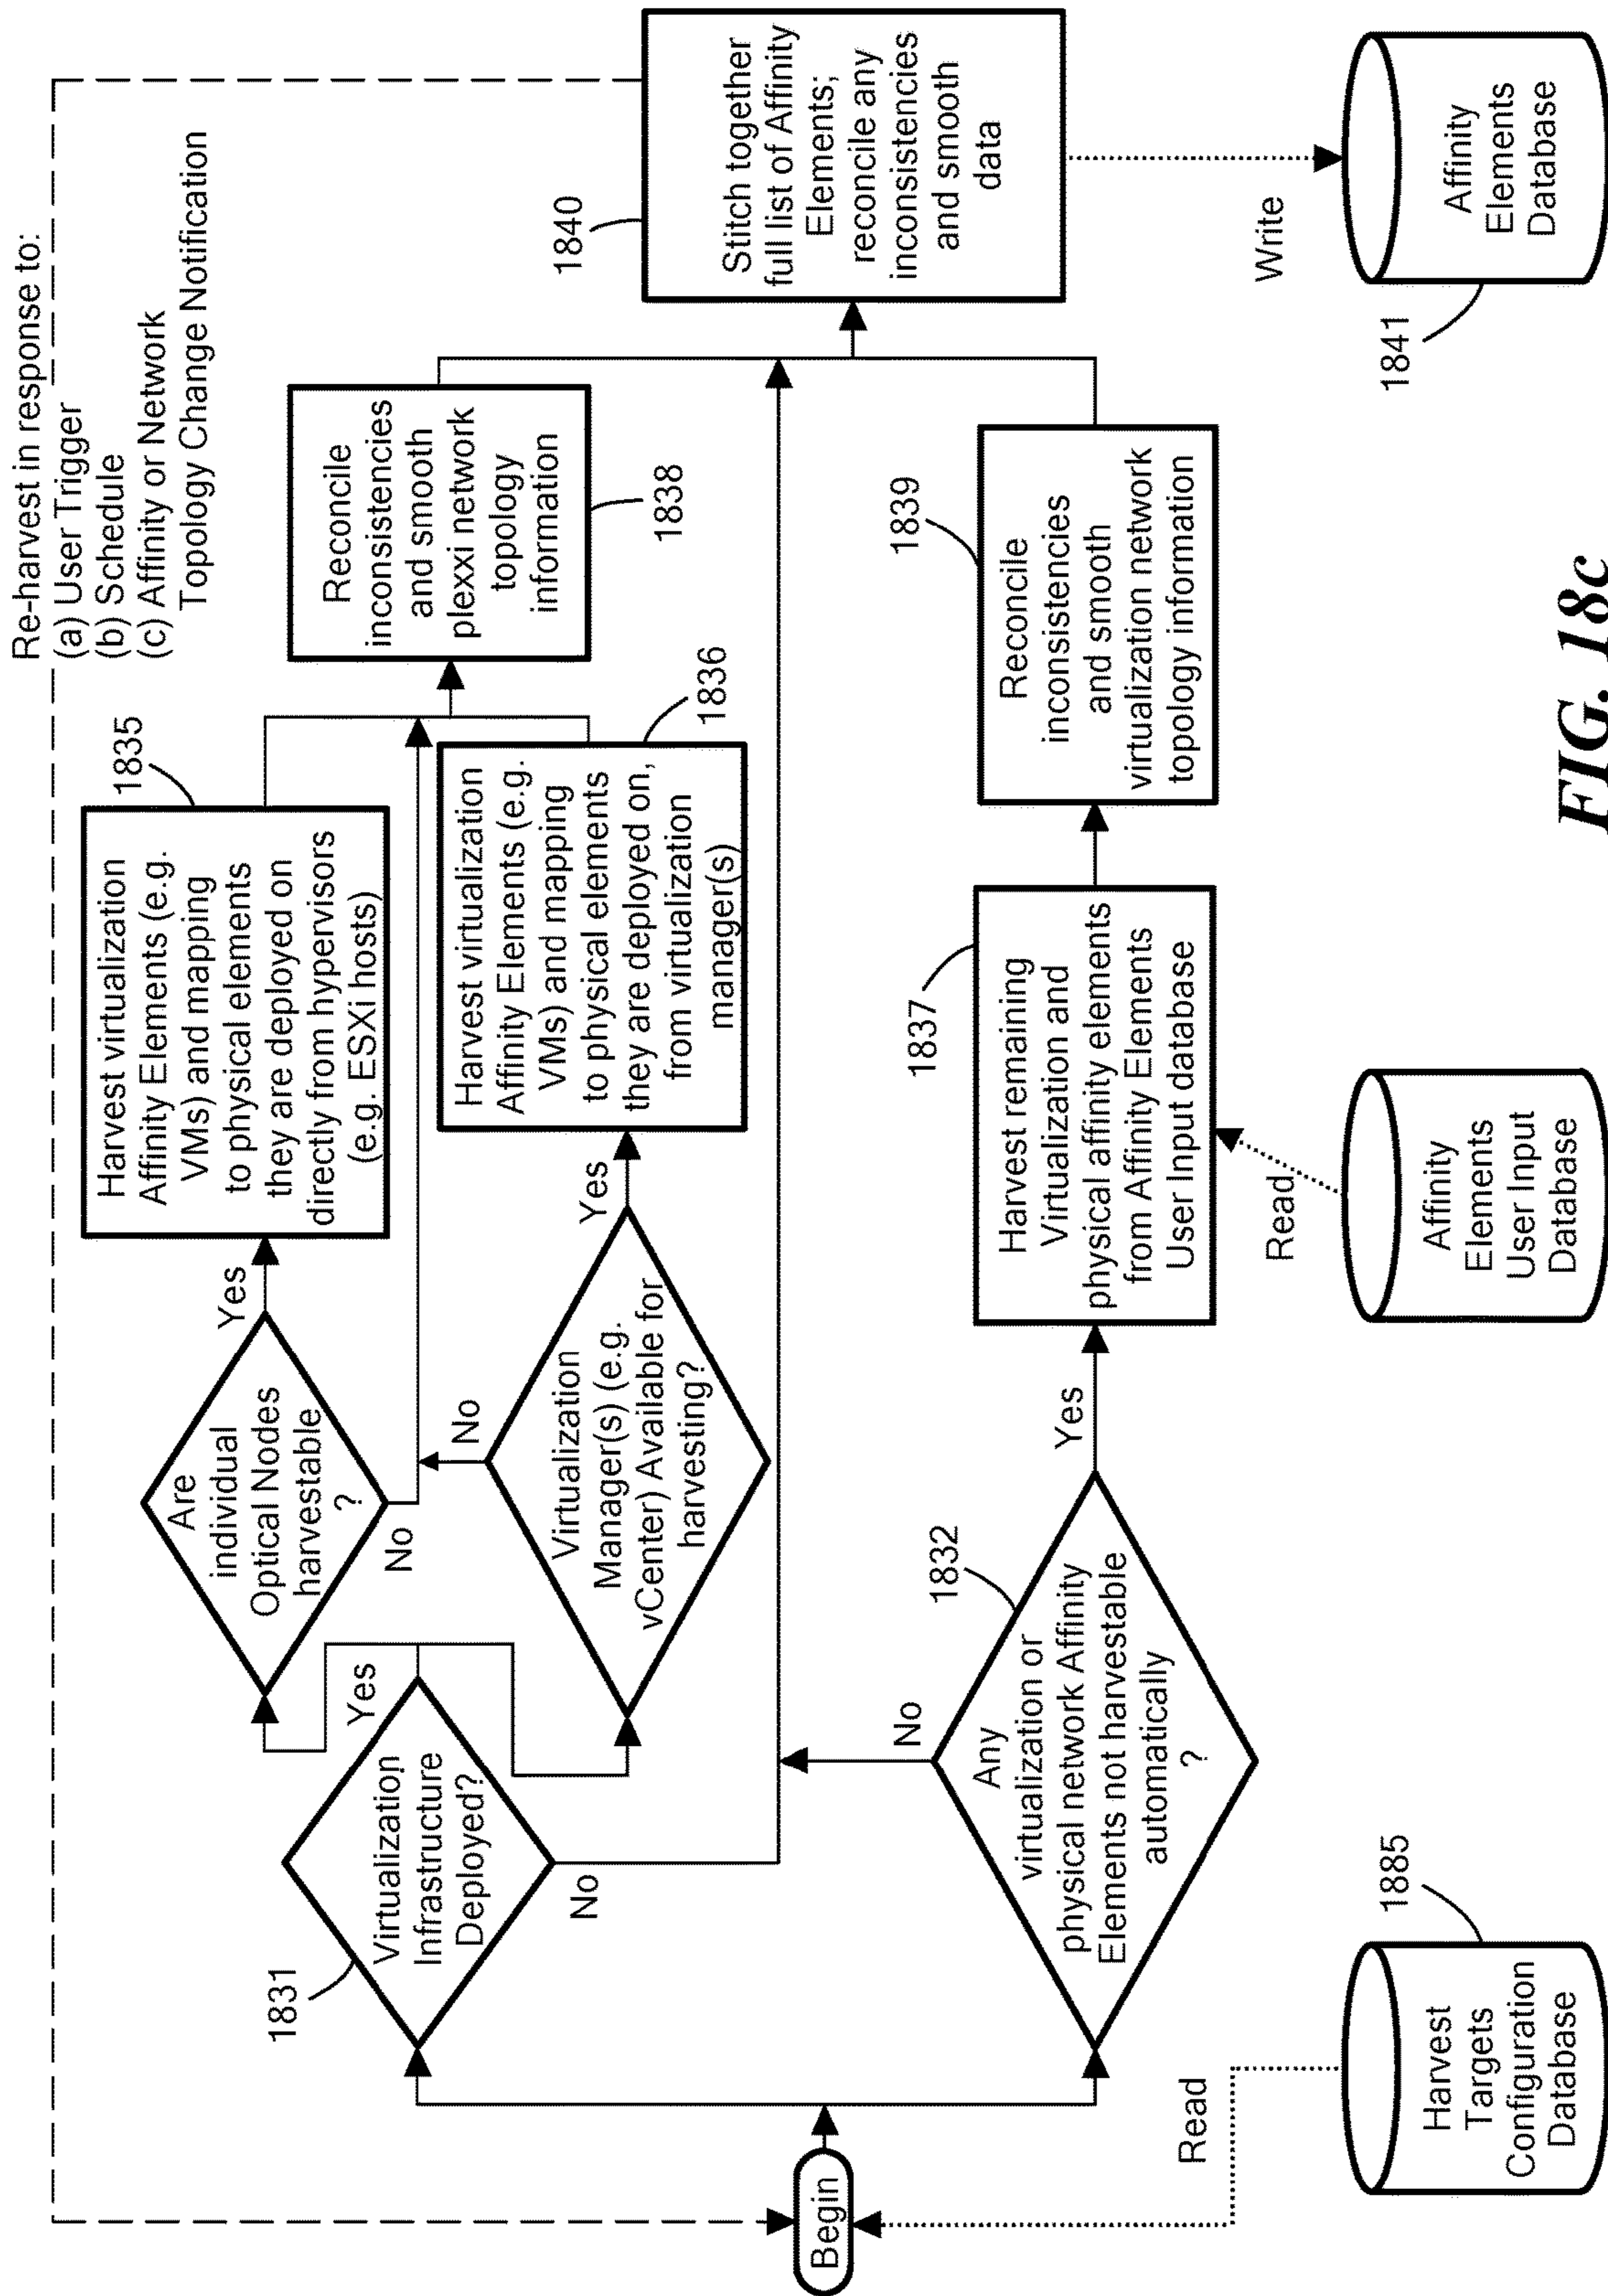 Re-harvest in response to:
(a) User Trigger
(b) Schedule
(c) Affinity or Network
Topology Change Notification
Begin
Read
1885
Harvest
Targets
Configuration
Database
1831
Virtualization
Infrastructure
Deployed?
Yes
No
Are
individual
Optical Nodes
harvestable
?
Yes
No
1835
Harvest virtualization
Affinity Elements (e.g.
VMs) and mapping
to physical elements
they are deployed on
directly from hypervisors
(e.g. ESXi hosts)
Virtualization
Manager(s) (e.g.
vCenter) Available for
harvesting?
No
Yes
1836
Harvest virtualization
Affinity Elements (e.g.
VMs) and mapping
to physical elements
they are deployed on,
from virtualization
manager(s)
1838
Reconcile
inconsistencies
and smooth
plexxi network
topology
information
1832
Any
virtualization or
physical network Affinity
Elements not harvestable
automatically
?
No
Yes
1837
Harvest remaining
Virtualization and
physical affinity elements
from Affinity Elements
User Input database
Read
Affinity
Elements
User Input
Database
1839
Reconcile
inconsistencies
and smooth
virtualization network
topology information
1840
Stitch together
full list of Affinity
Elements;
reconcile any
inconsistencies
and smooth
data
Write
1841
Affinity
Elements
Database
FIG. 18c